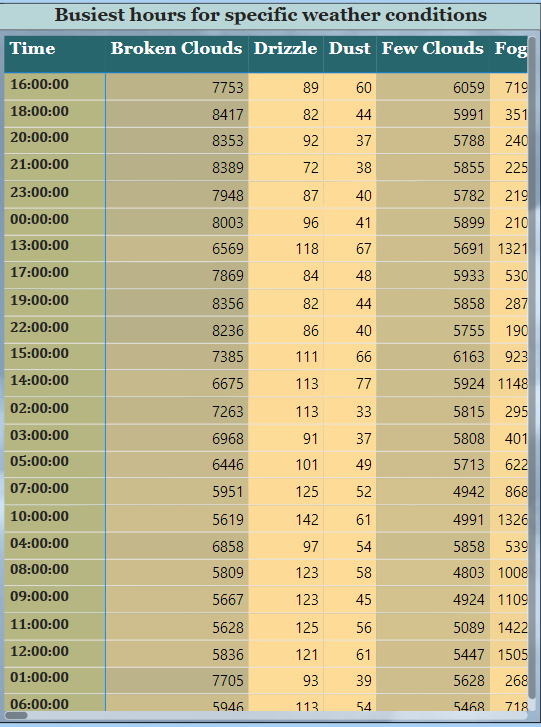 Busiest hours for specific weather conditions
Time Broken Clouds Drizzle Dust Few Clouds Fog
16:00:00 7753 89 60 6059 719
18:00:00 8417 82 44 5991 351
20:00:00 8353 92 37 5788 240
21:00:00 8389 72 38 5855 225
23:00:00 7948 87 40 5782 219
00:00:00 8003 96 41 5899 210
13:00:00 6569 118 67 5691 1321
17:00:00 7869 84 48 5933 530
19:00:00 8356 82 44 5858 287
22:00:00 8236 86 40 5755 190
15:00:00 7385 111 66 6163 923
14:00:00 6675 113 77 5924 1148
02:00:00 7263 113 33 5815 295
03:00:00 6968 91 37 5808 401
05:00:00 6446 101 49 5713 622
07:00:00 5951 125 52 4942 868
10:00:00 5619 142 61 4991 1326
04:00:00 6858 97 54 5858 539
08:00:00 5809 123 58 4803 1008
09:00:00 5667 123 45 4924 1109
11:00:00 5628 125 56 5089 1422
12:00:00 5836 121 61 5447 1505
01:00:00 7705 93 39 5628 268
06:00:00 5946 113 54 5468 718